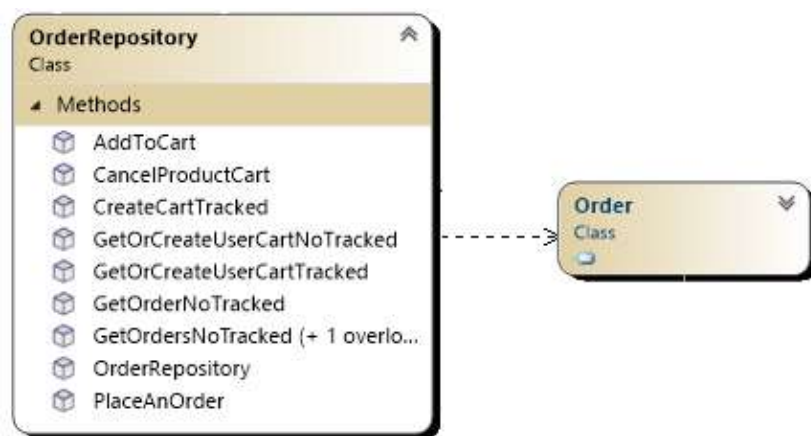 OrderRepository
Class
Methods
AddToCart
CancelProductCart
CreateCartTracked
GetOrCreateUserCartNoTracked
GetOrCreateUserCartTracked
GetOrderNoTracked
GetOrdersNoTracked (+ 1 overlo...
OrderRepository
PlaceAnOrder
Order
Class